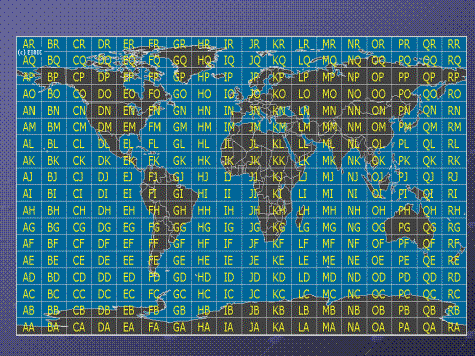 AR BR CR DR ER FR GR HR IR JR KR LR MR NR OR PR QR RR
(c) EI8IC
AQ BQ CQ DQ EQ FQ GQ HQ IQ JQ KQ LQ MQ NQ OQ PQ QQ RQ
AP BP CP DP EP FP GP HP IP JP KP LP MP NP OP PP QP RP
AO BO CO DO EO FO GO HO IO JO KO LO MO NO OO PO QO RO
AN BN CN DN EN FN GN HN IN JN KN LN MN NN ON PN QN RN
AM BM CM DM EM FM GM HM IM JM KM LM MM NM OM PM QM RM
AL BL CL DL EL FL GL HL IL JL KL LL ML NL OL PL QL RL
AK BK CK DK EK FK GK HK IK JK KK LK MK NK OK PK QK RK
AJ BJ CJ DJ EJ FJ GJ HJ IJ JJ KJ LJ MJ NJ OJ PJ QJ RJ
AI BI CI DI EI FI GI HI II JI KI LI MI NI OI PI QI RI
AH BH CH DH EH FH GH HH IH JH KH LH MH NH OH PH QH RH
AG BG CG DG EG FG GG HG IG JG KG LG MG NG OG PG QG RG
AF BF CF DF EF FF GF HF IF JF KF LF MF NF OF PF QF RF
AE BE CE DE EE FE GE HE IE JE KE LE ME NE OE PE QE RE
AD BD CD DD ED FD GD HD ID JD KD LD MD ND OD PD QD RD
AC BC CC DC EC FC GC HC IC JC KC LC MC NC OC PC QC RC
AB BB CB DB EB FB GB HB IB JB KB LB MB NB OB PB QB RB
AA BA CA DA EA FA GA HA IA JA KA LA MA NA OA PA QA RA